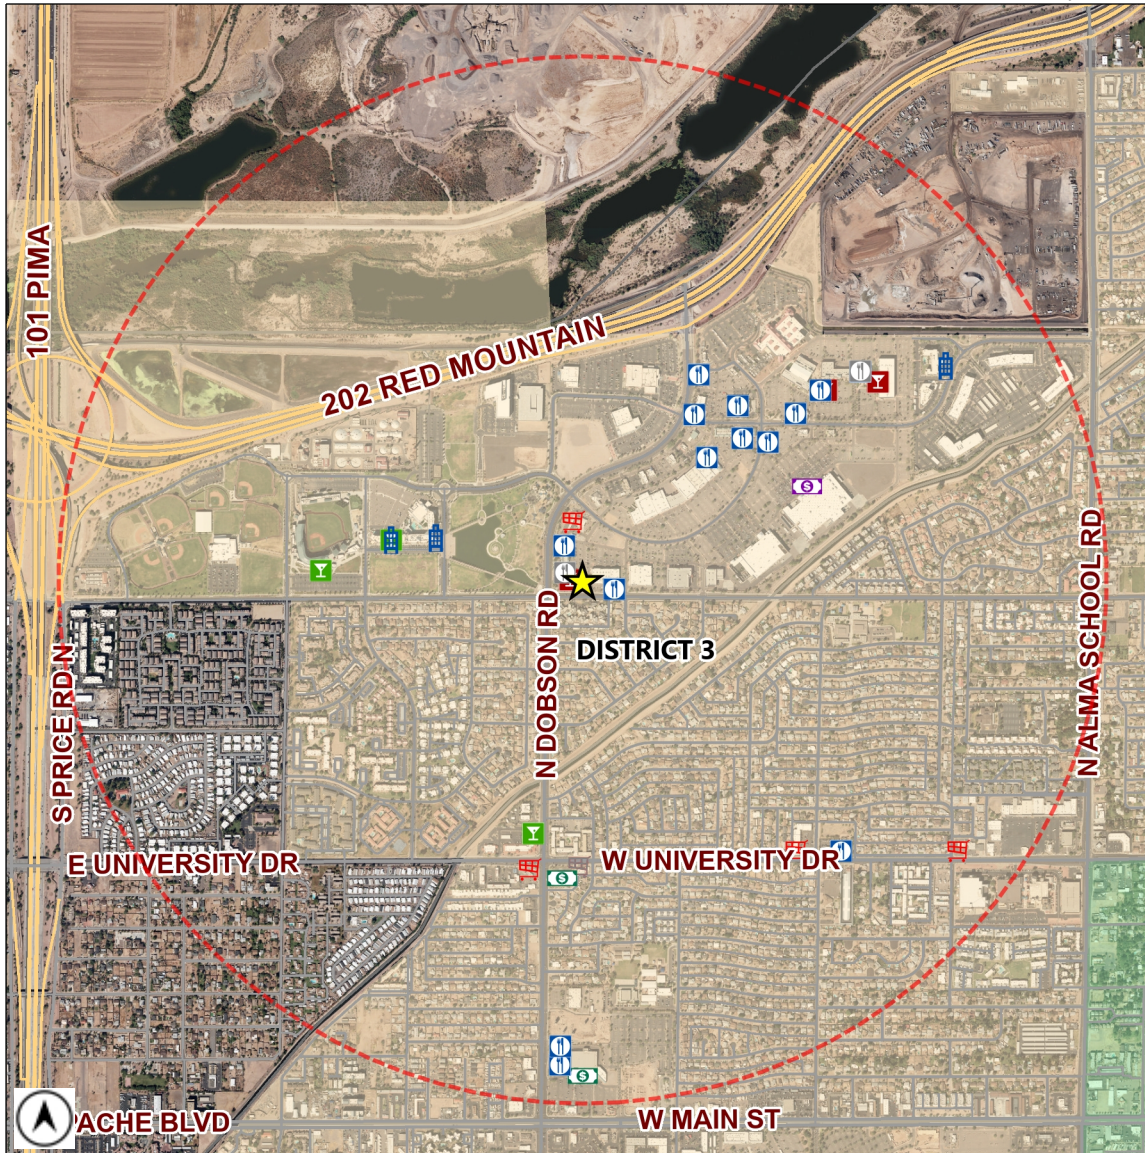 101 PIMA
202 RED MOUNTAIN
N DOBSON RD
DISTRICT 3
S PRICE RD N
N ALMA SCHOOL RD
E UNIVERSITY DR
W UNIVERSITY DR
PACHE BLVD
W MAIN ST
$
$
$